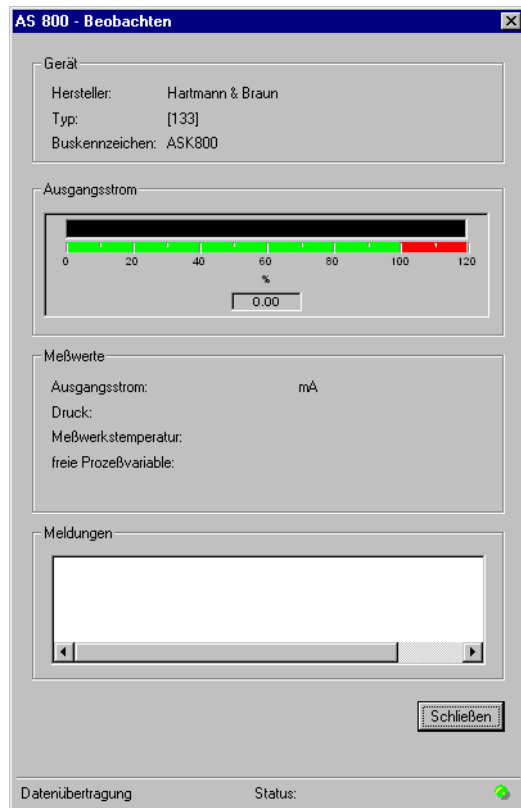 AS 800 - Beobachten
Gerät
Hersteller: Hartmann & Braun
Typ: [133]
Buskennzeichen: ASK800
Ausgangsstrom
0 20 40 60 80 100 120
%
0.00
Meßwerte
Ausgangsstrom: mA
Druck:
Meßwerkstemperatur:
freie Prozeßvariable:
Meldungen
Schließen
Datenübertragung Status: